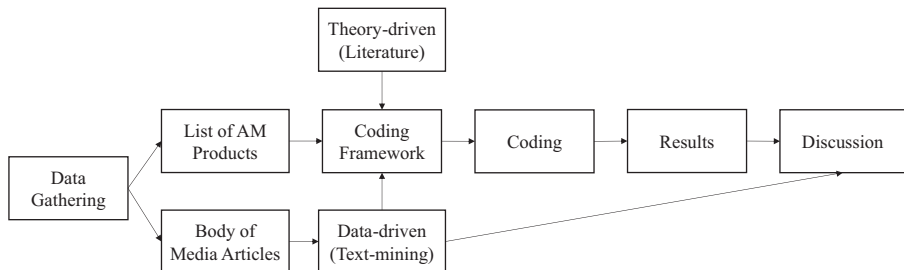 Theory-driven
(Literature)
List of AM
Products
Coding
Framework
Coding
Results
Discussion
Data
Gathering
Body of
Media Articles
Data-driven
(Text-mining)